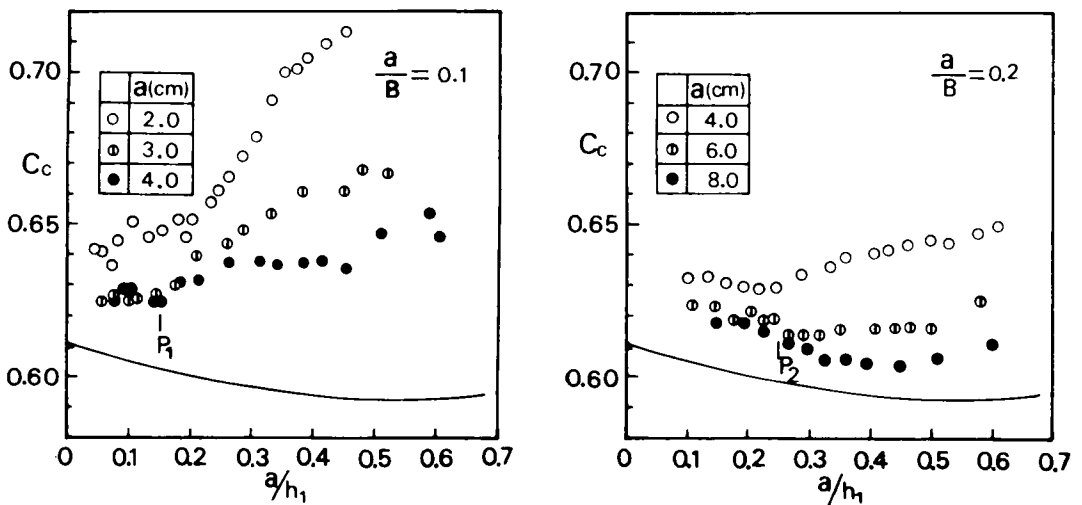 a/B = 0.1
a(cm)
○ 2.0
⦶ 3.0
● 4.0
Cc
0.70
0.65
0.60
P1
0 0.1 0.2 0.3 0.4 0.5 0.6 0.7
a/h1
a/B = 0.2
a(cm)
○ 4.0
⦶ 6.0
● 8.0
Cc
0.70
0.65
0.60
P2
0 0.1 0.2 0.3 0.4 0.5 0.6 0.7
a/h1